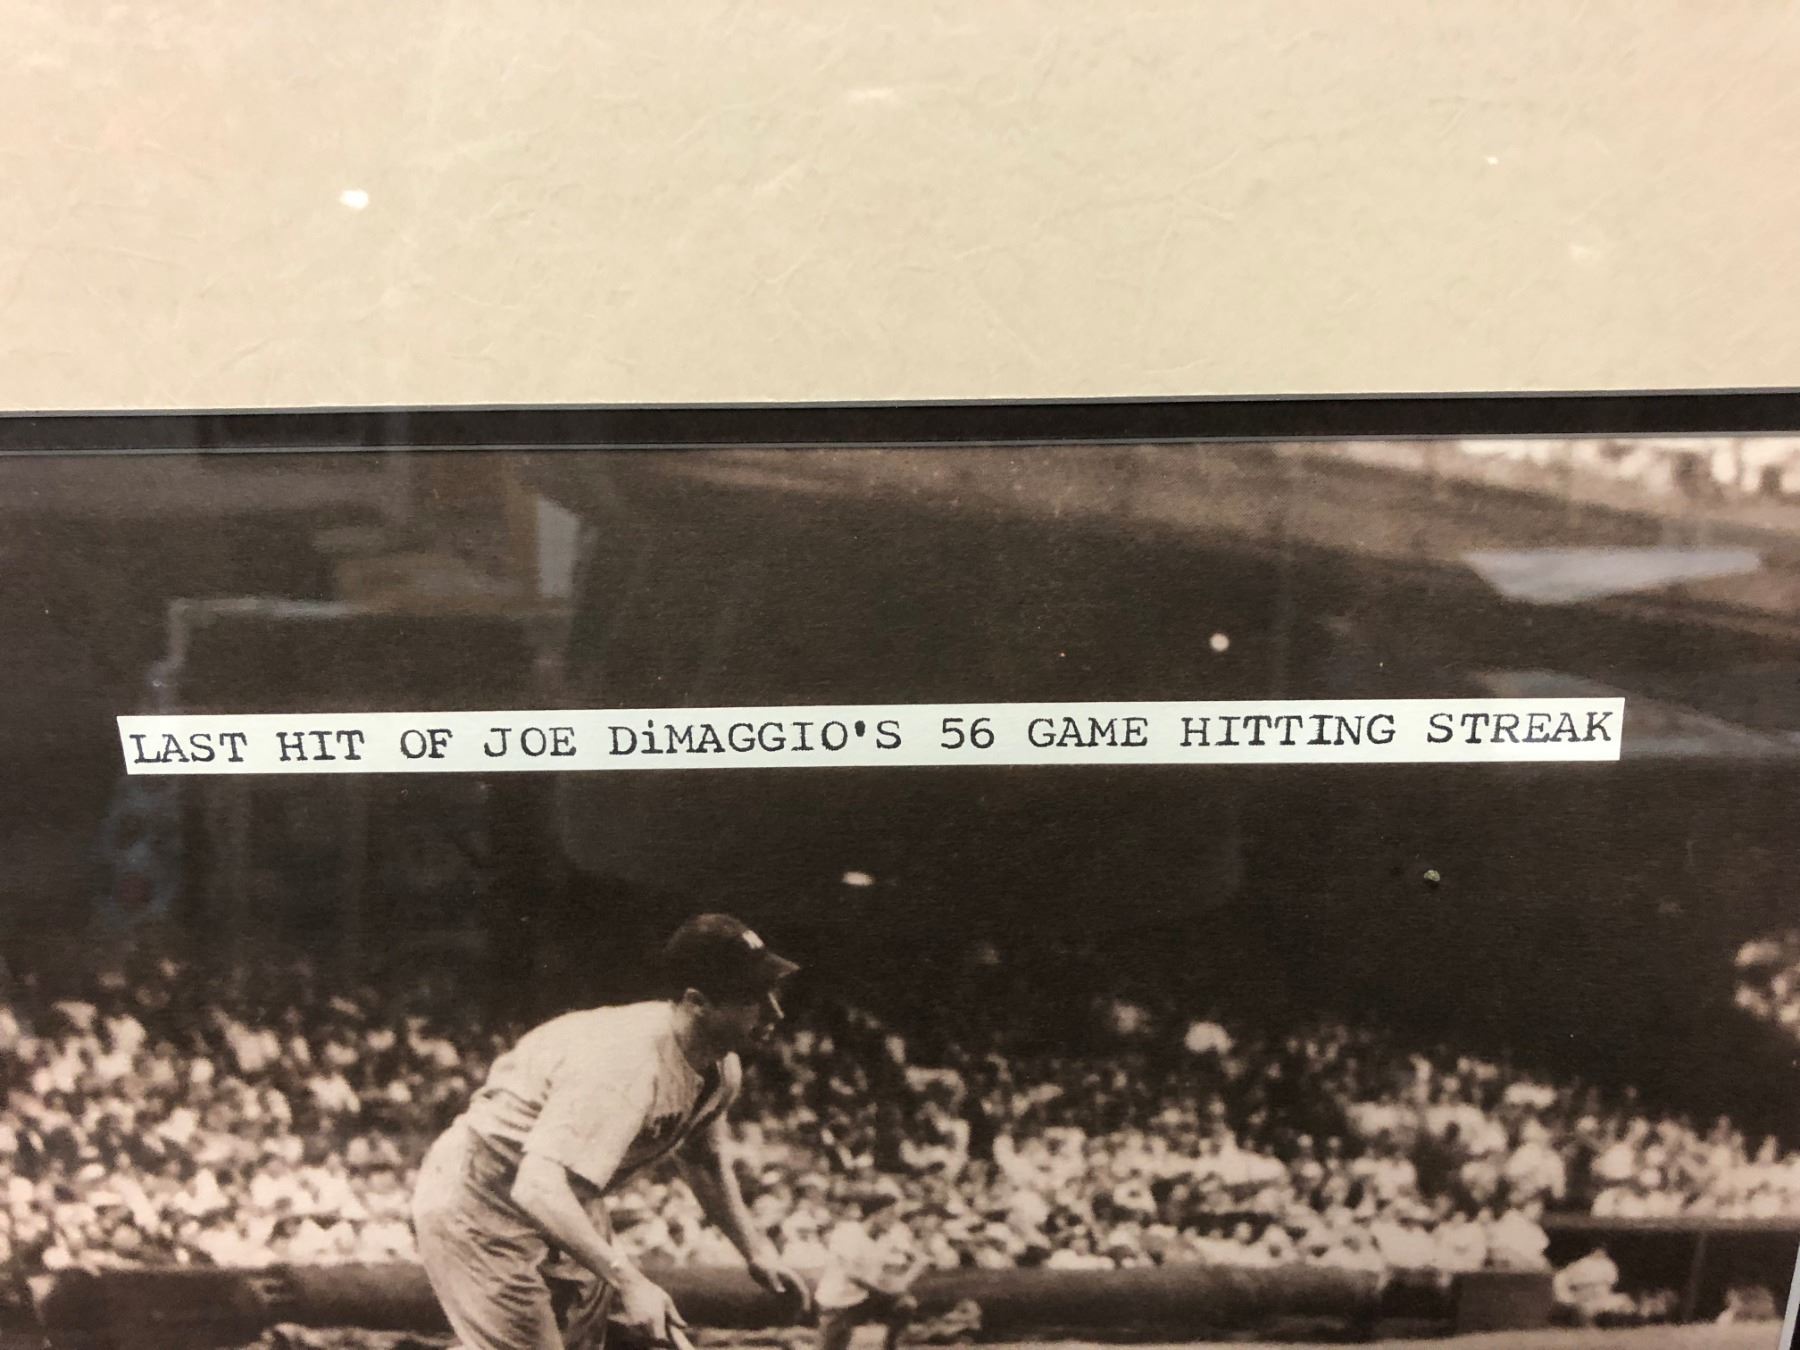 LAST HIT OF JOE DiMAGGIO'S 56 GAME HITTING STREAK